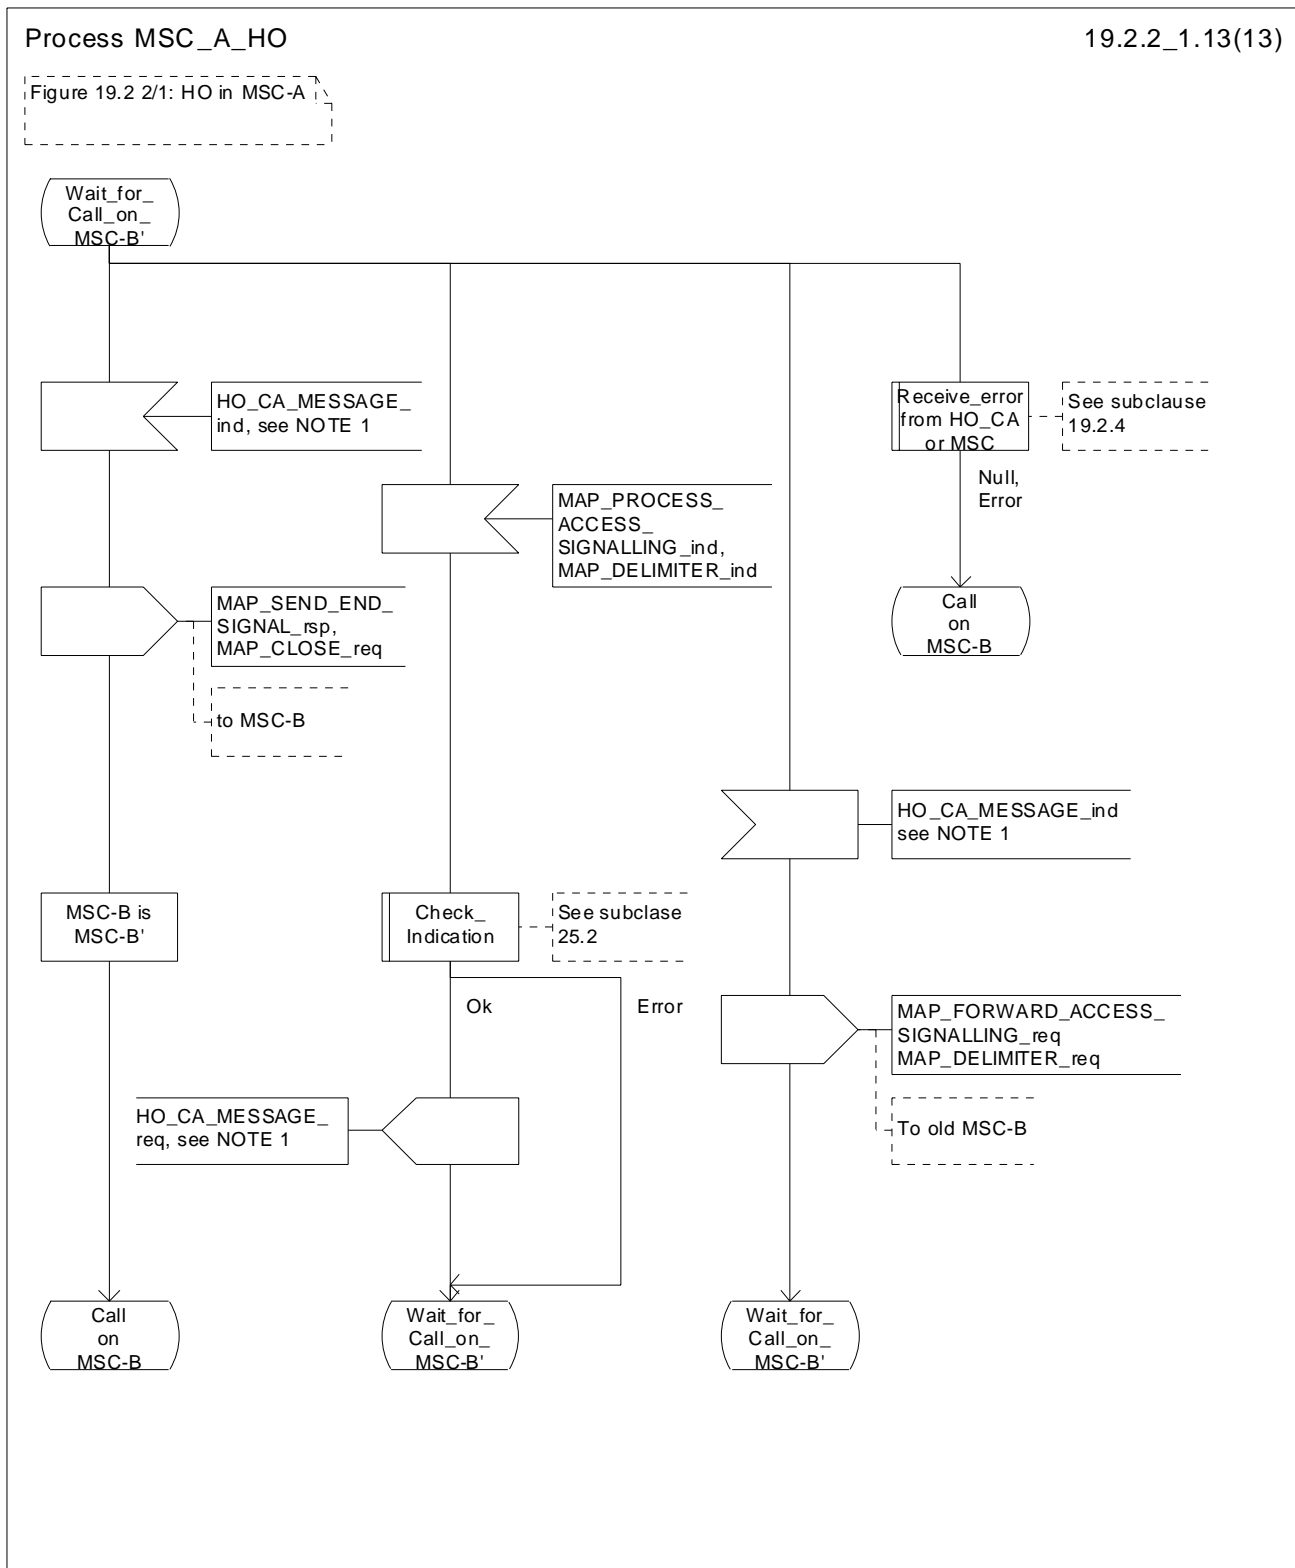 Process MSC_A_HO
19.2.2_1.13(13)
Figure 19.2 2/1: HO in MSC-A
Wait_for_
Call_on_
MSC-B'
HO_CA_MESSAGE_
ind, see NOTE 1
Receive_error
from HO_CA
or MSC
See subclause
19.2.4
Null,
Error
MAP_PROCESS_
ACCESS_
SIGNALLING_ind,
MAP_DELIMITER_ind
MAP_SEND_END_
SIGNAL_rsp,
MAP_CLOSE_req
to MSC-B
Call
on
MSC-B
HO_CA_MESSAGE_ind
see NOTE 1
MSC-B is
MSC-B'
Check_
Indication
See subclase
25.2
Ok
Error
MAP_FORWARD_ACCESS_
SIGNALLING_req
MAP_DELIMITER_req
To old MSC-B
HO_CA_MESSAGE_
req, see NOTE 1
Call
on
MSC-B
Wait_for_
Call_on_
MSC-B'
Wait_for_
Call_on_
MSC-B'